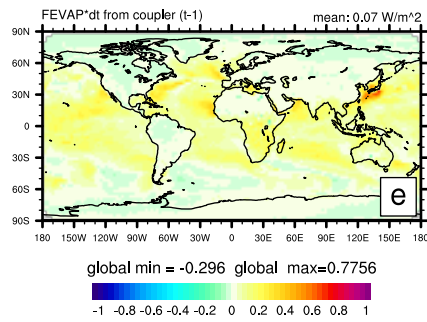 FEVAP*dt from coupler (t-1) mean: 0.07 W/m^2
90N
60N
30N
0
30S
60S
90S
e
180 150W 120W 90W 60W 30W 0 30E 60E 90E 120E 150E 180
global min = -0.296 global max=0.7756
-1 -0.8 -0.6 -0.4 -0.2 0 0.2 0.4 0.6 0.8 1